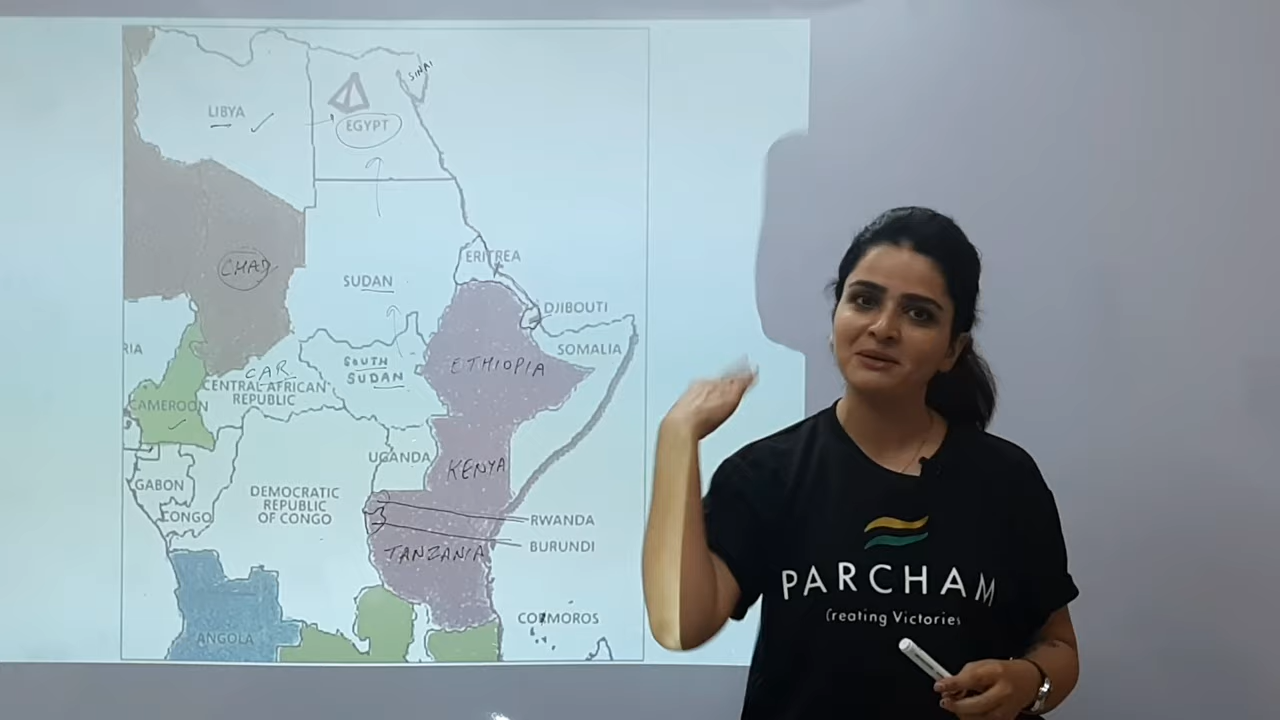 SINAI
LIBYA
EGYPT
ERITREA
CHAD
SUDAN
DJIBOUTI
RIA
SOMALIA
SOUTH
SUDAN
ETHIOPIA
CAR
CENTRAL AFRICAN
REPUBLIC
CAMEROON
UGANDA
KENYA
GABON
DEMOCRATIC
REPUBLIC
OF CONGO
CONGO
RWANDA
BURUNDI
TANZANIA
COMOROS
ANGOLA
PARCHAM
Creating Victories